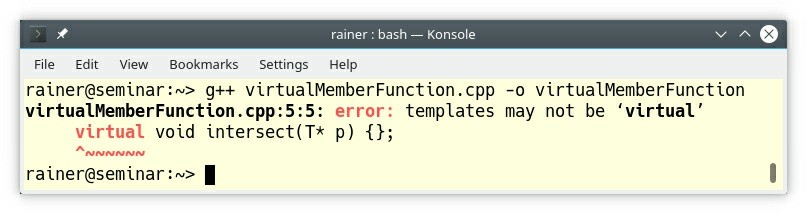 rainer : bash — Konsole
File Edit View Bookmarks Settings Help
rainer@seminar:~> g++ virtualMemberFunction.cpp -o virtualMemberFunction
virtualMemberFunction.cpp:5:5: error: templates may not be ‘virtual’
virtual void intersect(T* p) {};
^~~~~~~
rainer@seminar:~>